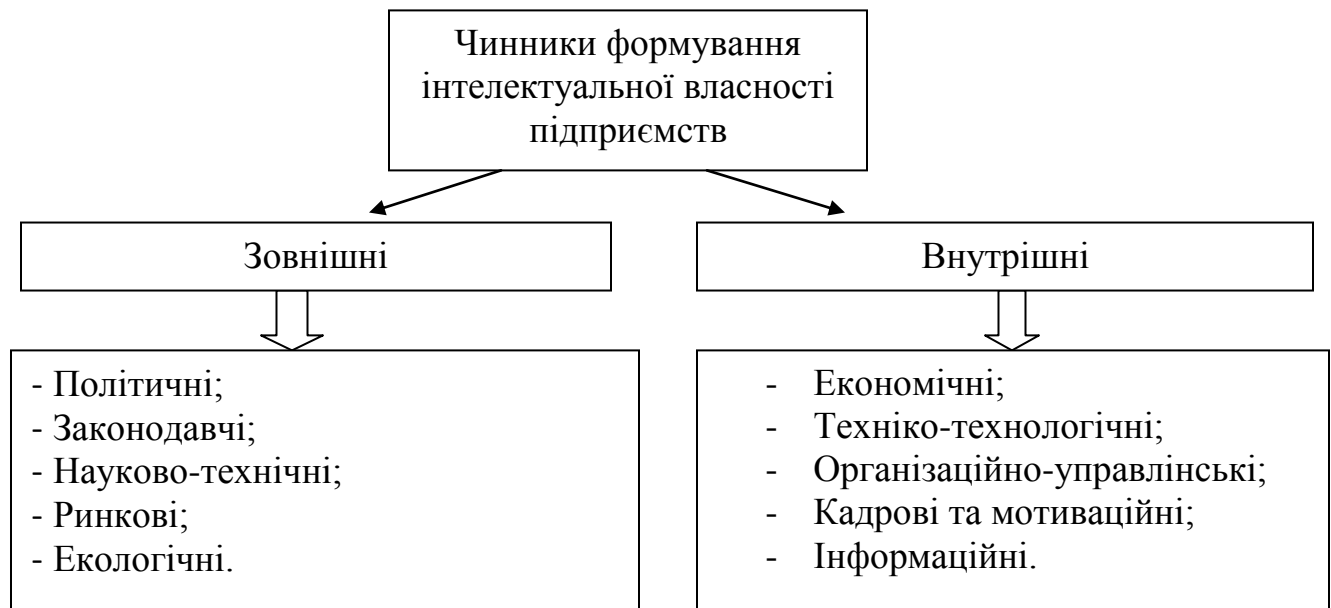 Чинники формування
інтелектуальної власності
підприємств
Зовнішні
Внутрішні
- Політичні;
- Законодавчі;
- Науково-технічні;
- Ринкові;
- Екологічні.
- Економічні;
- Техніко-технологічні;
- Організаційно-управлінські;
- Кадрові та мотиваційні;
- Інформаційні.